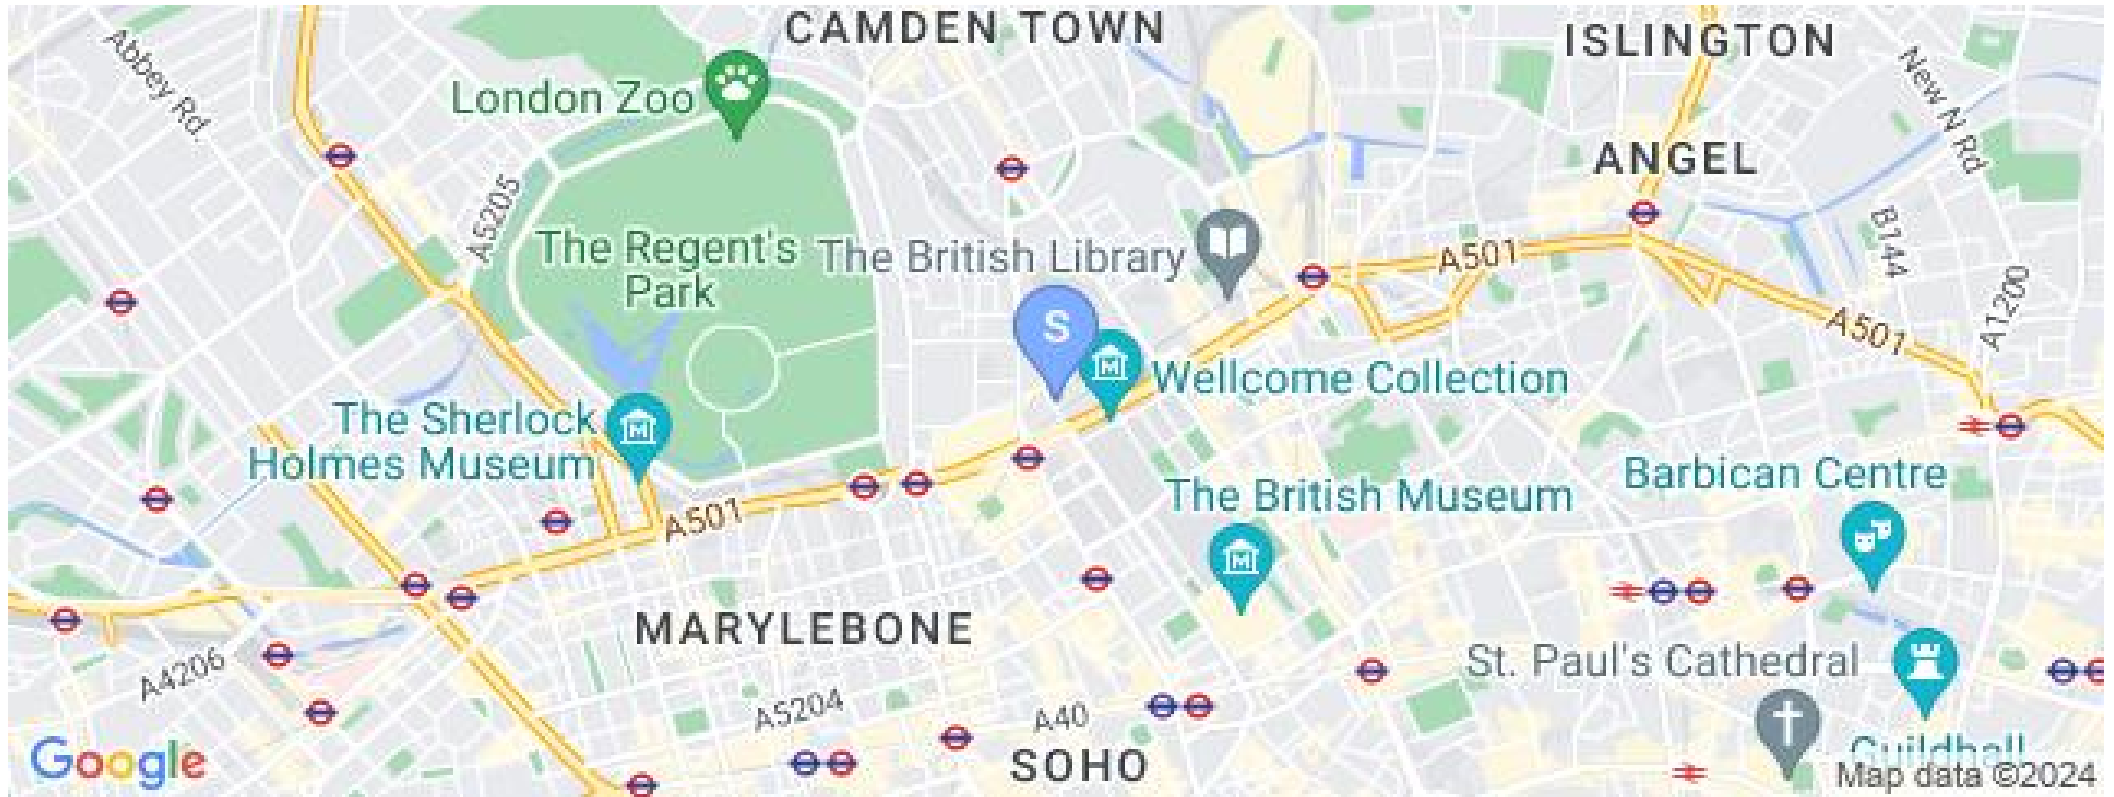 CAMDEN TOWN
ISLINGTON
Abbey Rd.
New N Rd
London Zoo
ANGEL
A5205
B144
The Regent's
Park
The British Library
A501
A1200
S
A501
Wellcome Collection
The Sherlock
Holmes Museum
Barbican Centre
The British Museum
A501
MARYLEBONE
St. Paul's Cathedral
A4206
A5204
A40
SOHO
Guildhall
Google
Map data ©2024